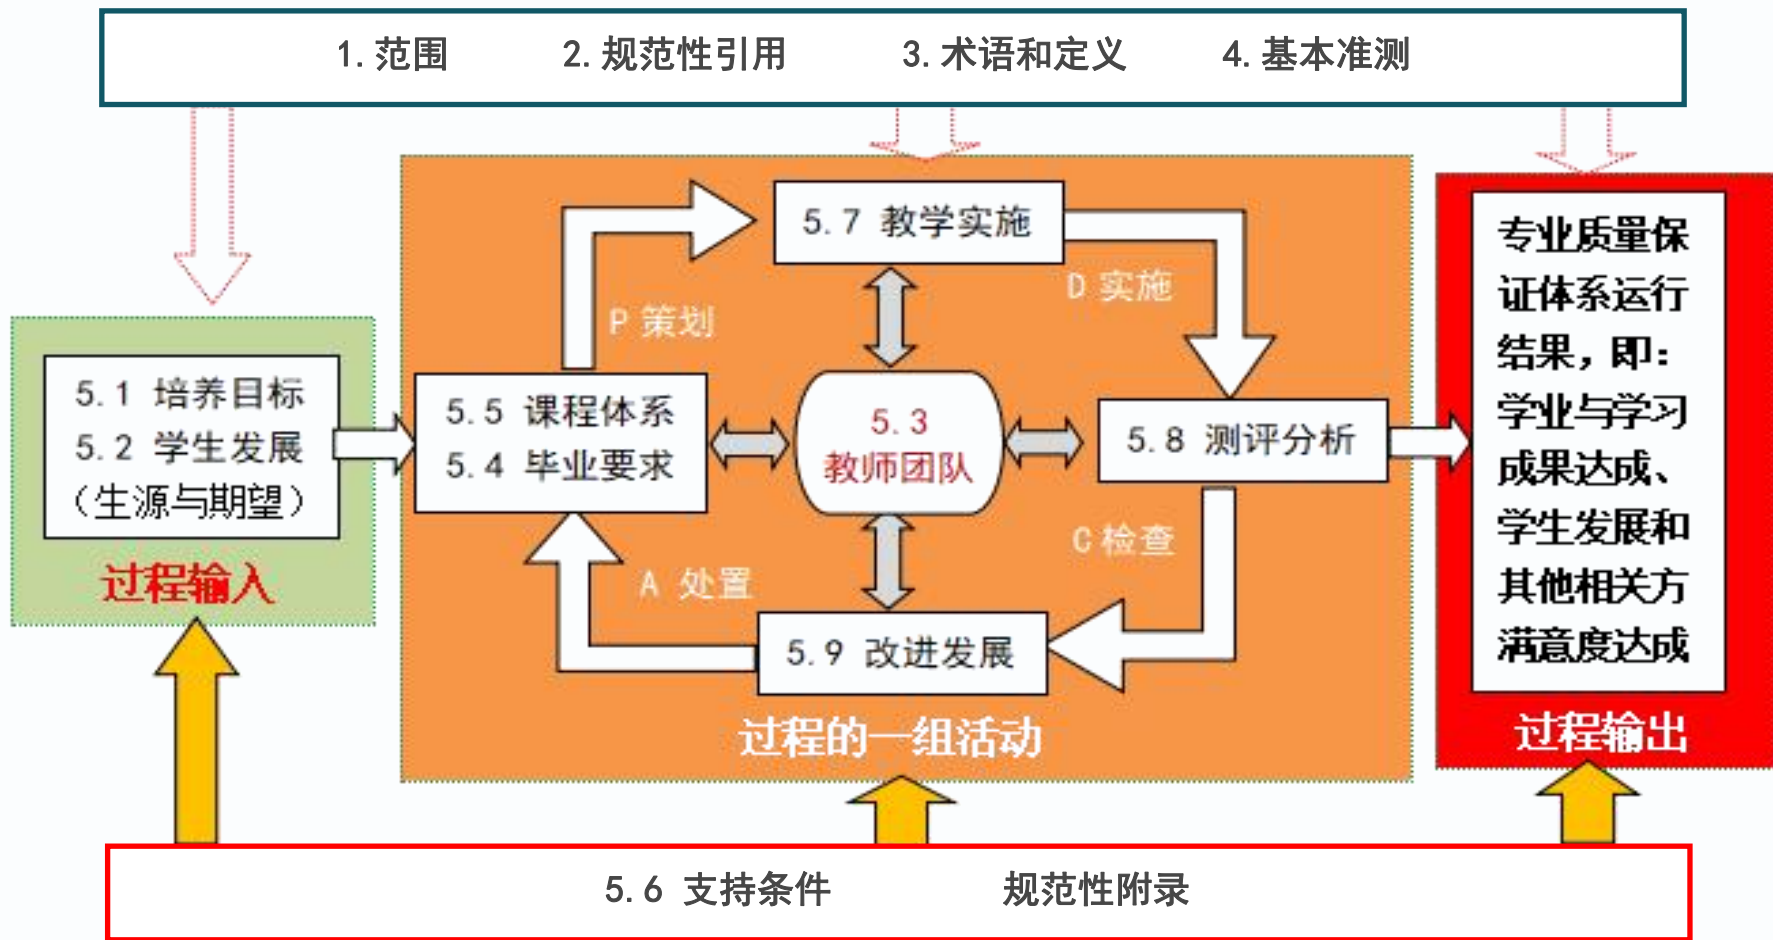 1.范围 2.规范性引用 3.术语和定义 4.基本准测
5.7 教学实施
P 策划
D 实施
5.1 培养目标
5.2 学生发展
（生源与期望）
过程输入
5.5 课程体系
5.4 毕业要求
5.3
教师团队
5.8 测评分析
A 处置
C 检查
5.9 改进发展
过程的一组活动
专业质量保
证体系运行
结果，即：
学业与学习
成果达成、
学生发展和
其他相关方
满意度达成
过程输出
5.6 支持条件 规范性附录